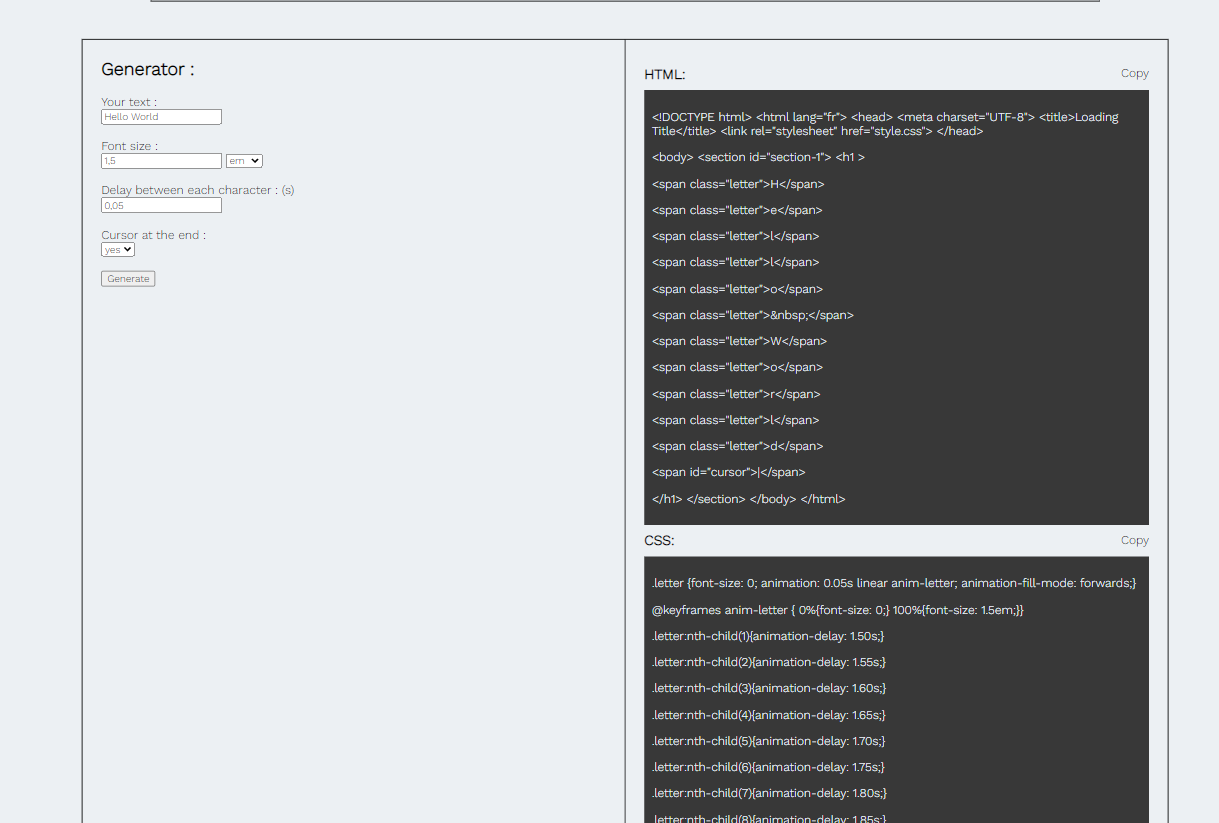 Generator :
Your text :
Hello World
Font size :
1,5
em
Delay between each character : (s)
0,05
Cursor at the end :
yes
Generate
HTML:
Copy
<!DOCTYPE html> <html lang="fr"> <head> <meta charset="UTF-8"> <title>Loading
Title</title> <link rel="stylesheet" href="style.css"> </head>
<body> <section id="section-1"> <h1 >
<span class="letter">H</span>
<span class="letter">e</span>
<span class="letter">l</span>
<span class="letter">l</span>
<span class="letter">o</span>
<span class="letter">&nbsp;</span>
<span class="letter">W</span>
<span class="letter">o</span>
<span class="letter">r</span>
<span class="letter">l</span>
<span class="letter">d</span>
<span id="cursor">|</span>
</h1> </section> </body> </html>
CSS:
Copy
.letter {font-size: 0; animation: 0.05s linear anim-letter; animation-fill-mode: forwards;}
@keyframes anim-letter { 0%{font-size: 0;} 100%{font-size: 1.5em;}}
.letter:nth-child(1){animation-delay: 1.50s;}
.letter:nth-child(2){animation-delay: 1.55s;}
.letter:nth-child(3){animation-delay: 1.60s;}
.letter:nth-child(4){animation-delay: 1.65s;}
.letter:nth-child(5){animation-delay: 1.70s;}
.letter:nth-child(6){animation-delay: 1.75s;}
.letter:nth-child(7){animation-delay: 1.80s;}
.letter:nth-child(8){animation-delay: 1.85s;}